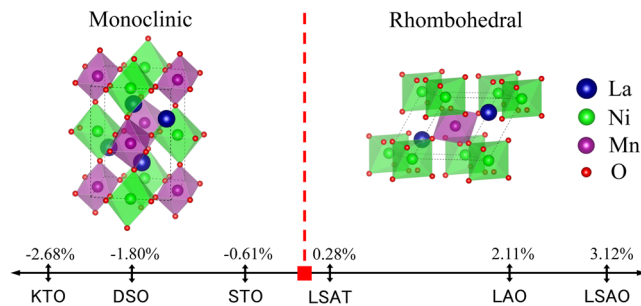 Monoclinic
Rhombohedral
La
Ni
Mn
O
-2.68% -1.80% -0.61% 0.28% 2.11% 3.12%
KTO DSO STO LSAT LAO LSAO